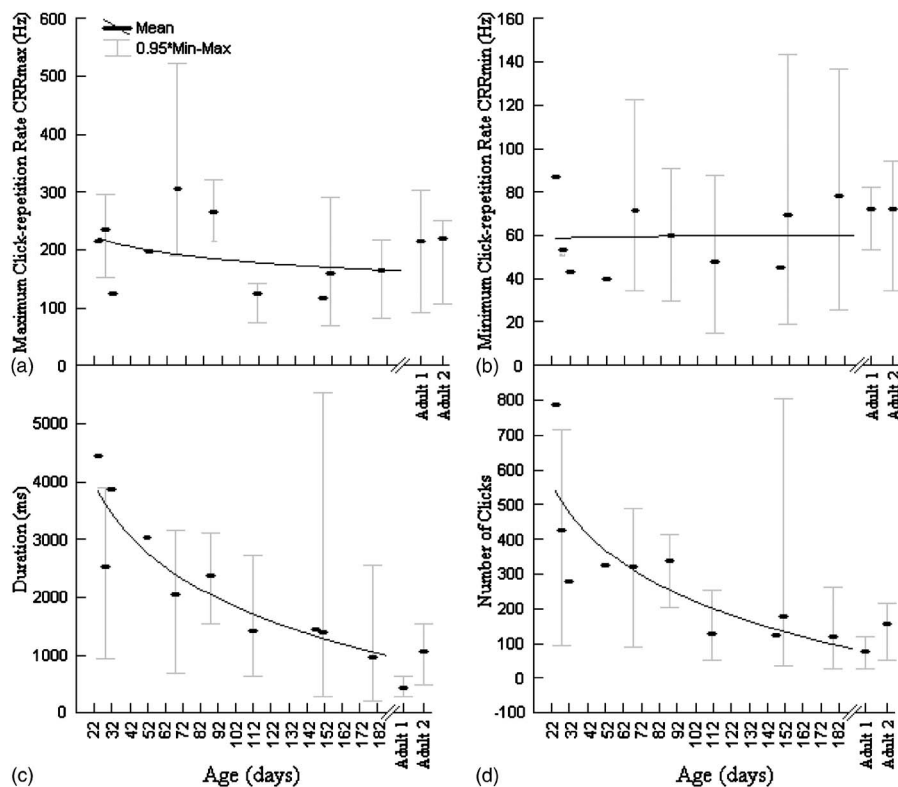 Maximum Click-repetition Rate CRRmax (Hz)
600
500
400
300
200
100
0
Mean
0.95*Min-Max
(a)
Adult 1
Adult 2
Minimum Click-repetition Rate CRRmin (Hz)
160
140
120
100
80
60
40
20
0
(b)
Adult 1
Adult 2
Duration (ms)
5000
4000
3000
2000
1000
0
22 32 42 52 62 72 82 92 102 112 122 132 142 152 162 172 182
Adult 1
Adult 2
(c)
Age (days)
Number of Clicks
800
700
600
500
400
300
200
100
0
-100
22 32 42 52 62 72 82 92 102 112 122 132 142 152 162 172 182
Adult 1
Adult 2
(d)
Age (days)